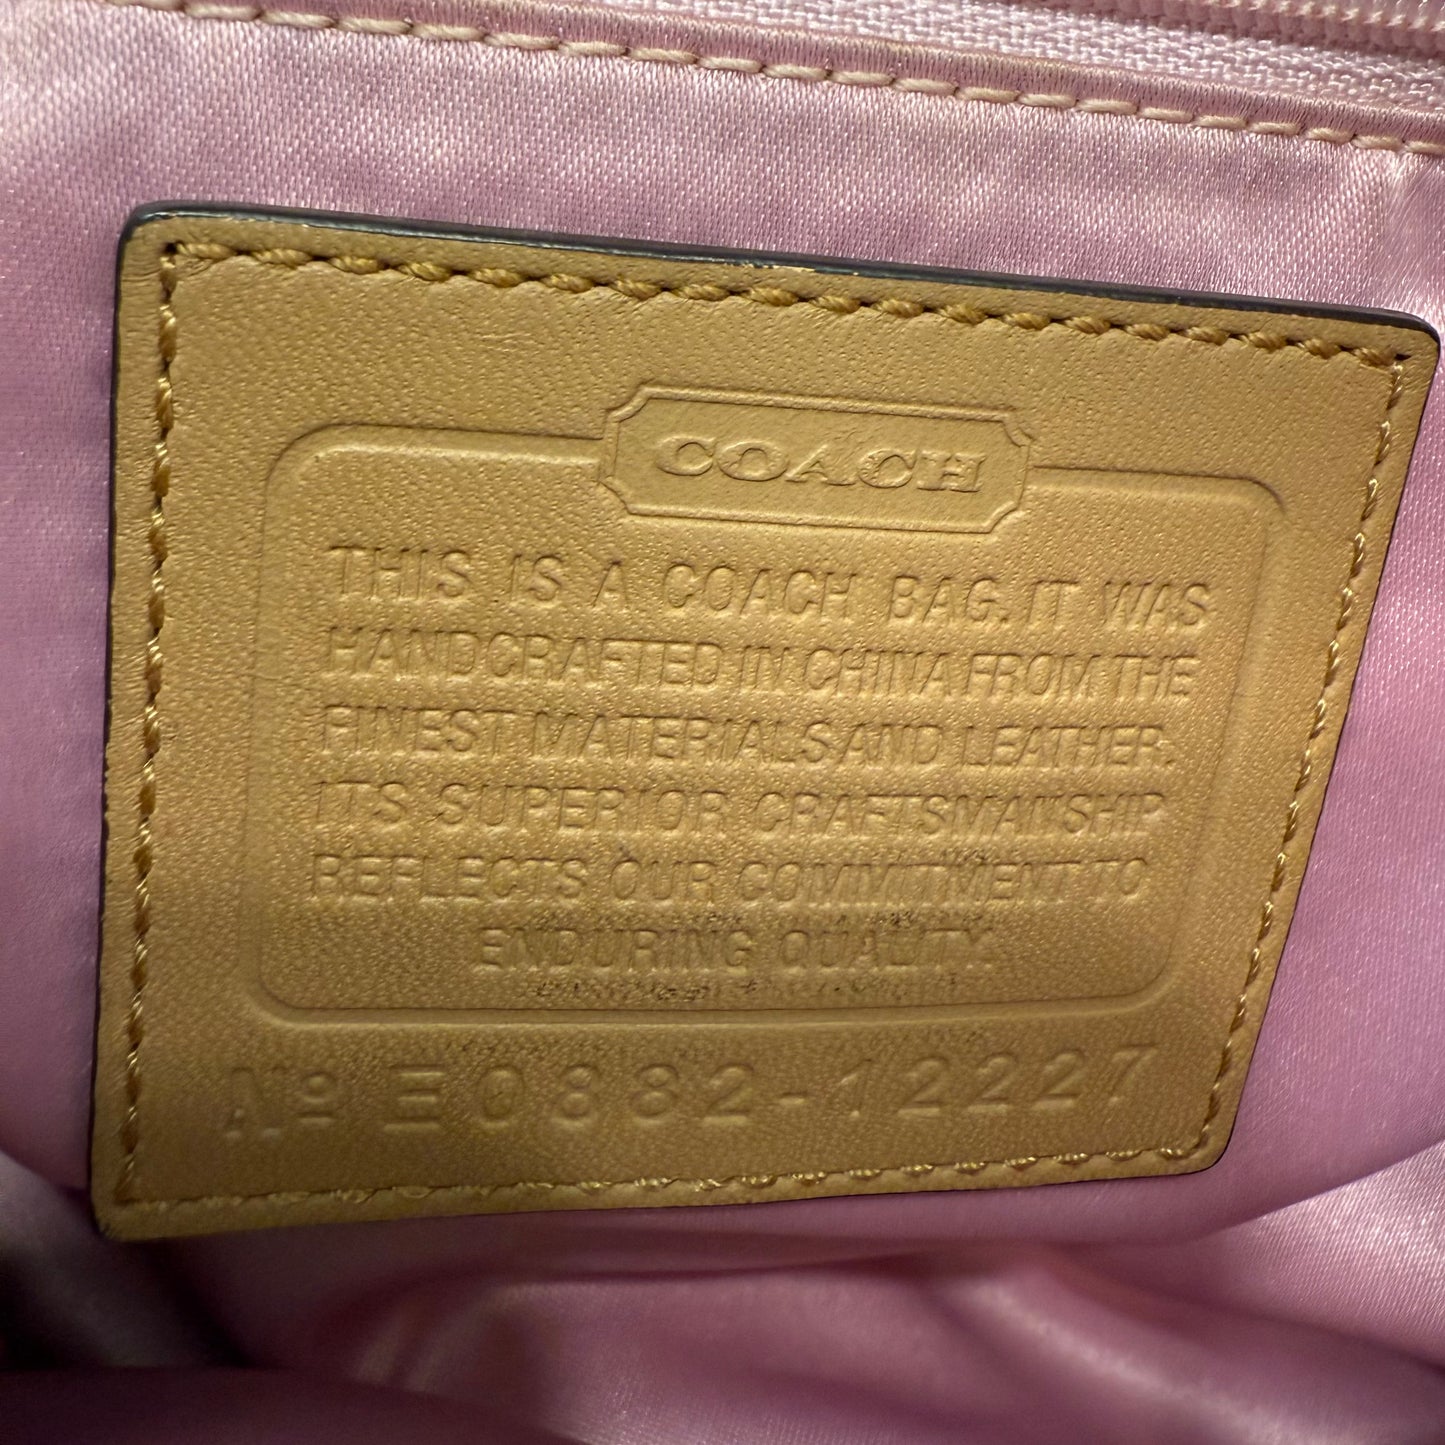 COACH
THIS IS A COACH BAG. IT WAS
HANDCRAFTED IN CHINA FROM THE
FINEST MATERIALS AND LEATHER.
ITS SUPERIOR CRAFTSMANSHIP
REFLECTS OUR COMMITMENT TO
ENDURING QUALITY.
Nº E0882-12227